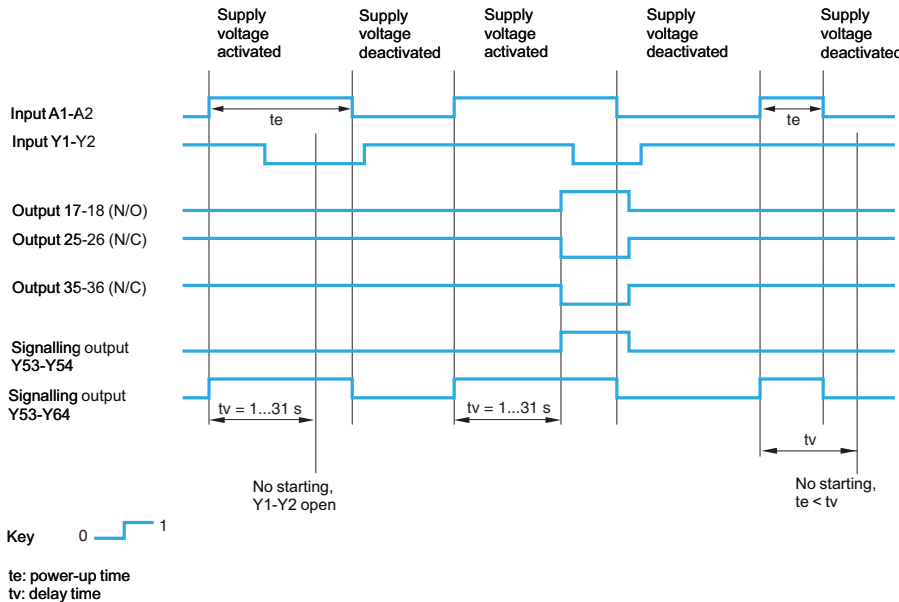 Supply
voltage
activated
Supply
voltage
deactivated
Supply
voltage
activated
Supply
voltage
deactivated
Supply
voltage
deactivated
Input A1-A2
te
te
Input Y1-Y2
Output 17-18 (N/O)
Output 25-26 (N/C)
Output 35-36 (N/C)
Signalling output
Y53-Y54
Signalling output
Y53-Y64
tv = 1...31 s
tv = 1...31 s
tv
No starting,
Y1-Y2 open
No starting,
te < tv
Key 0 1
te: power-up time
tv: delay time